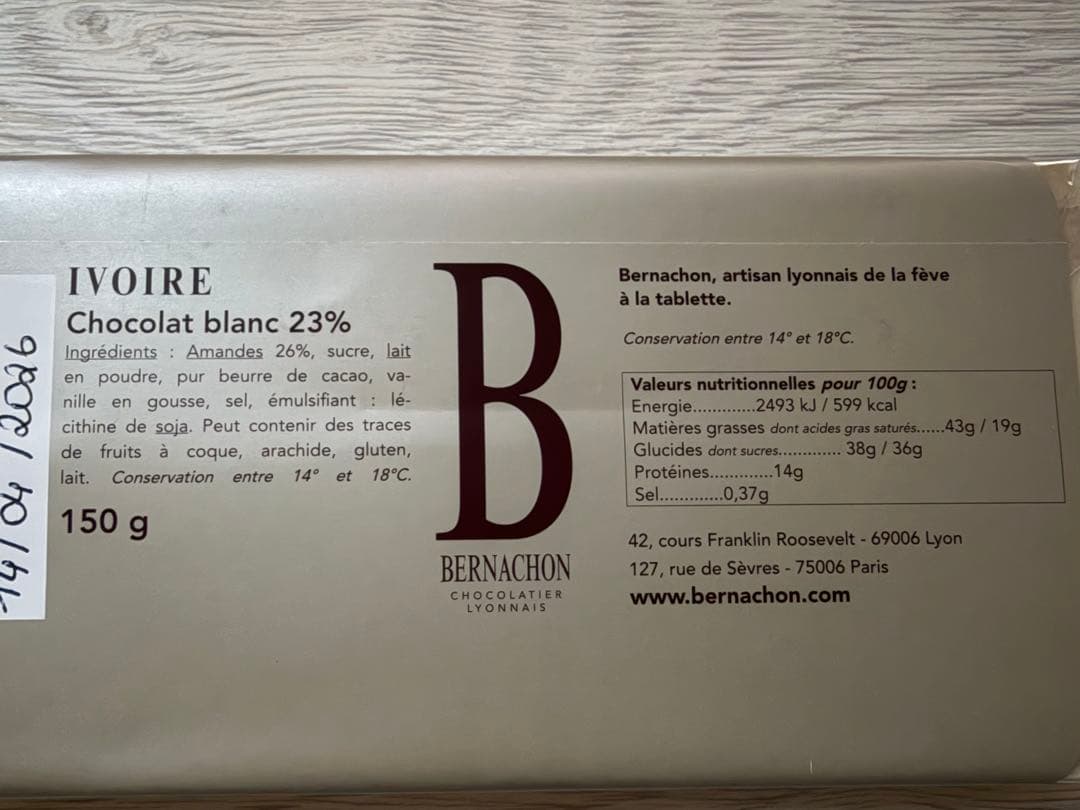 14/04/2026
IVOIRE
Chocolat blanc 23%
Ingrédients : Amandes 26%, sucre, lait
en poudre, pur beurre de cacao, va-
nille en gousse, sel, émulsifiant : lé-
cithine de soja. Peut contenir des traces
de fruits à coque, arachide, gluten,
lait. Conservation entre 14° et 18°C.
150 g
B
BERNACHON
CHOCOLATIER
LYONNAIS
Bernachon, artisan lyonnais de la fève
à la tablette.
Conservation entre 14° et 18°C.
Valeurs nutritionnelles pour 100g :
Energie.............2493 kJ / 599 kcal
Matières grasses dont acides gras saturés......43g / 19g
Glucides dont sucres.............. 38g / 36g
Protéines.............14g
Sel.............0,37g
42, cours Franklin Roosevelt - 69006 Lyon
127, rue de Sèvres - 75006 Paris
www.bernachon.com